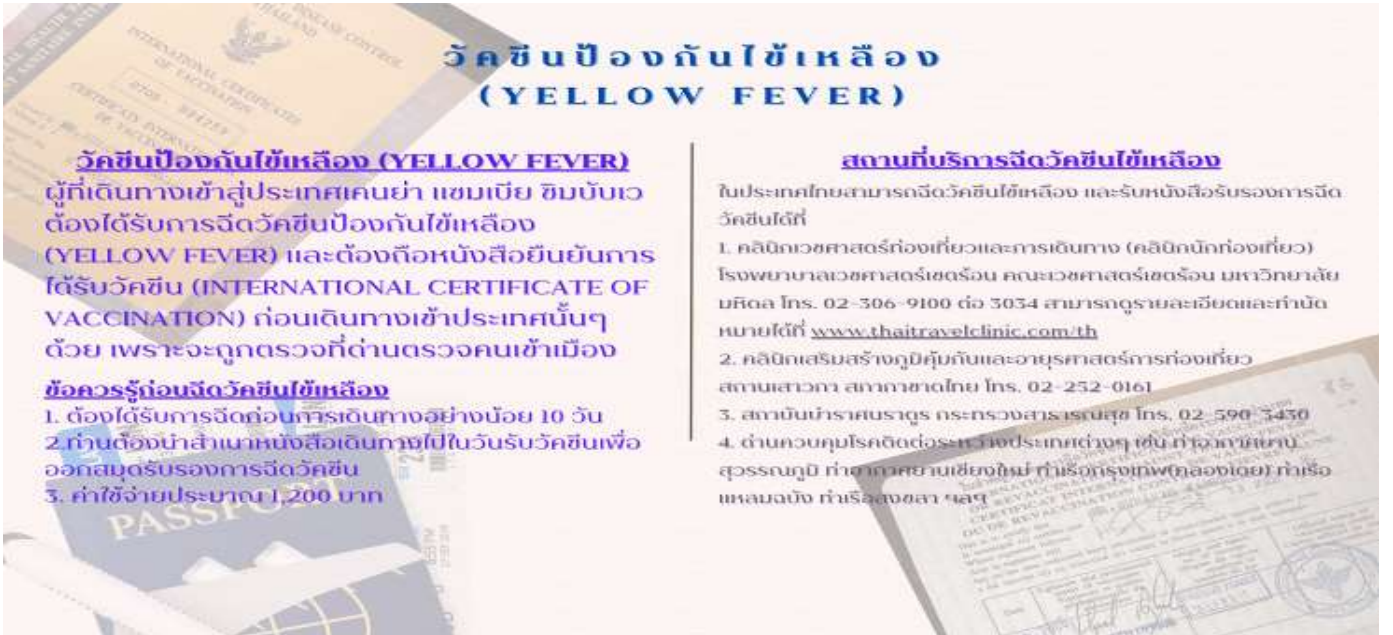 วัคซีนป้องกันไข้เหลือง
(YELLOW FEVER)
วัคซีนป้องกันไข้เหลือง (YELLOW FEVER)
ผู้ที่เดินทางเข้าสู่ประเทศเคนย่า แซมเบีย ซิมบับเว
ต้องได้รับการฉีดวัคซีนป้องกันไข้เหลือง
(YELLOW FEVER) และต้องถือหนังสือยืนยันการ
ได้รับวัคซีน (INTERNATIONAL CERTIFICATE OF
VACCINATION) ก่อนเดินทางเข้าประเทศนั้นๆ
ด้วย เพราะจะถูกตรวจที่ด่านตรวจคนเข้าเมือง
ข้อควรรู้ก่อนฉีดวัคซีนไข้เหลือง
1. ต้องได้รับการฉีดก่อนการเดินทางอย่างน้อย 10 วัน
2.ท่านต้องนำสำเนาหนังสือเดินทางไปในวันรับวัคซีนเพื่อ
ออกสมุดรับรองการฉีดวัคซีน
3. ค่าใช้จ่ายประมาณ 1,200 บาท
สถานที่บริการฉีดวัคซีนไข้เหลือง
ในประเทศไทยสามารถฉีดวัคซีนไข้เหลือง และรับหนังสือรับรองการฉีด
วัคซีนได้ที่
1. คลินิกเวชศาสตร์ท่องเที่ยวและการเดินทาง (คลินิกนักท่องเที่ยว)
โรงพยาบาลเวชศาสตร์เขตร้อน คณะเวชศาสตร์เขตร้อน มหาวิทยาลัย
มหิดล โทร. 02-306-9100 ต่อ 3034 สามารถดูรายละเอียดและทำนัด
หมายได้ที่ www.thaitravelclinic.com/th
2. คลินิกเสริมสร้างภูมิคุ้มกันและอายุรศาสตร์การท่องเที่ยว
สถานเสาวภา สภากาชาดไทย โทร. 02-252-0161
3. สถาบันบำราศนราดูร กระทรวงสาธารณสุข โทร. 02-590-3430
4. ด่านควบคุมโรคติดต่อระหว่างประเทศต่างๆ เช่น ท่าอากาศยาน
สุวรรณภูมิ ท่าอากาศยานเชียงใหม่ ท่าเรือกรุงเทพ(คลองเตย) ท่าเรือ
แหลมฉบัง ท่าเรือสงขลา ฯลฯ
PASSPORT
INTERNATIONAL CERTIFICATES
OF VACCINATION